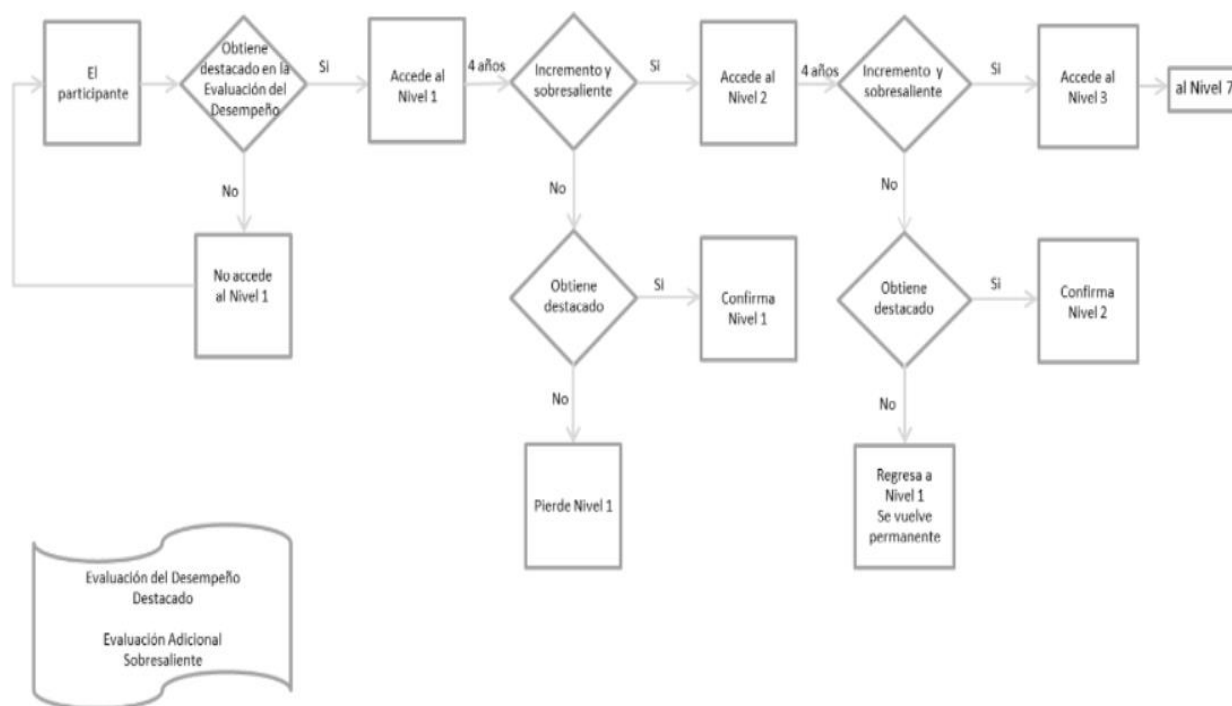 El
participante
Obtiene
destacado en la
Evaluación del
Desempeño
Si
Accede al
Nivel 1
4 años
Incremento y
sobresaliente
Si
Accede al
Nivel 2
4 años
Incremento y
sobresaliente
Si
Accede al
Nivel 3
al Nivel 7
No
No
No
No accede
al Nivel 1
Obtiene
destacado
Si
Confirma
Nivel 1
Obtiene
destacado
Si
Confirma
Nivel 2
No
No
Pierde Nivel 1
Regresa a
Nivel 1
Se vuelve
permanente
Evaluación del Desempeño
Destacado
Evaluación Adicional
Sobresaliente